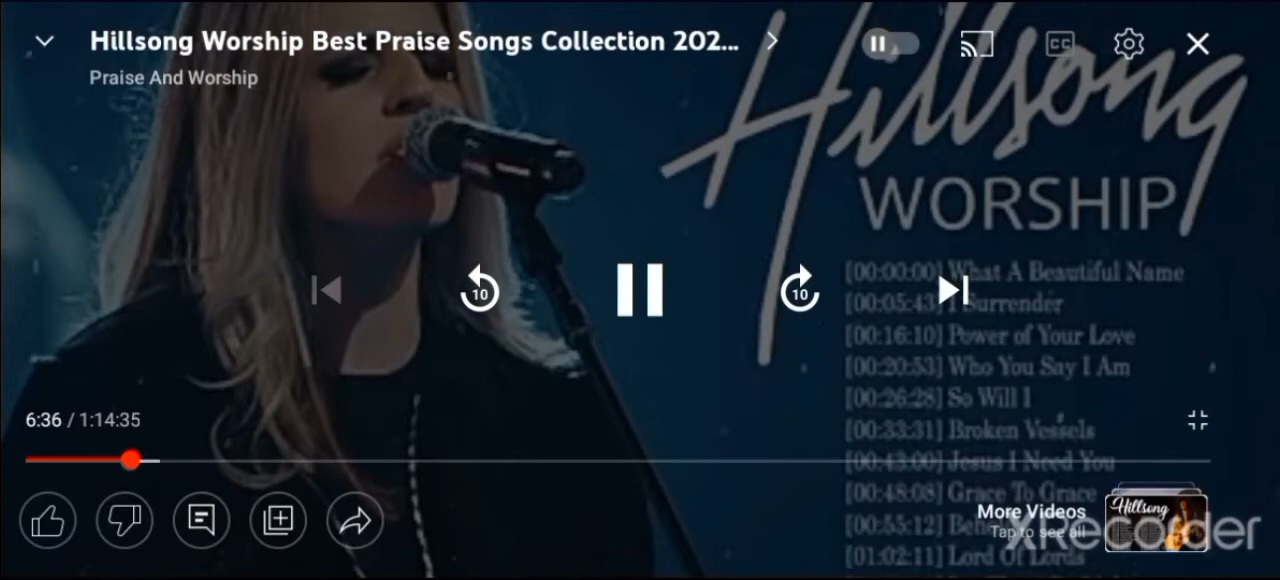 Hillsong Worship Best Praise Songs Collection 202...
Praise And Worship
CC
Hillsong
WORSHIP
[00:00:00] What A Beautiful Name
[00:05:43] I Surrender
[00:16:10] Power of Your Love
[00:20:53] Who You Say I Am
[00:26:28] So Will I
[00:33:31] Broken Vessels
[00:43:00] Jesus I Need You
[00:48:08] Grace To Grace
[00:55:12]
[01:02:11] Lord Of Lords
10
10
6:36 / 1:14:35
More Videos
Tap to see all
Hillsong
XRecorder